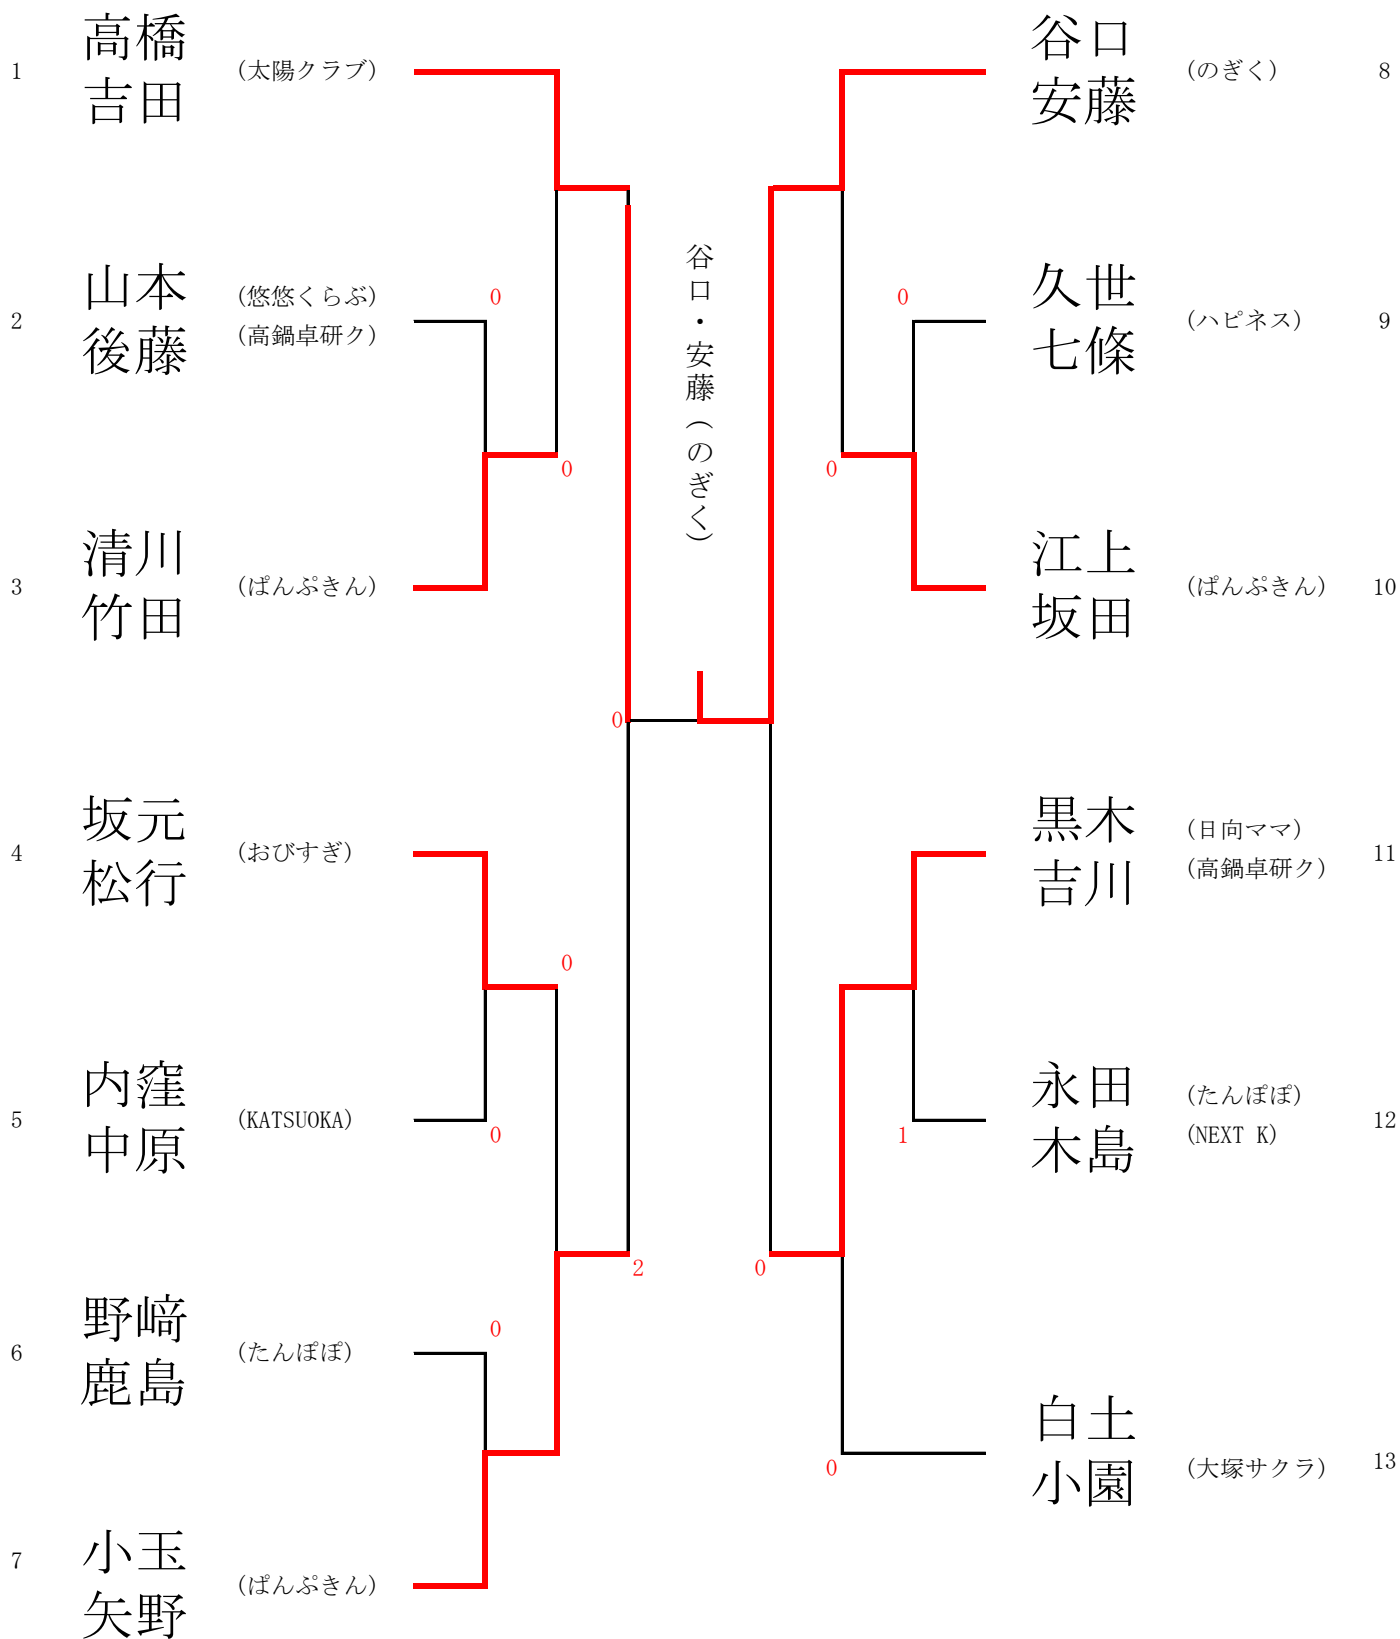 1
高橋
吉田
(太陽クラブ)
2
山本
後藤
(悠悠くらぶ)
(高鍋卓研ク)
0
3
清川
竹田
(ぱんぷきん)
0
4
坂元
松行
(おびすぎ)
0
0
5
内窪
中原
(KATSUOKA)
0
6
野﨑
鹿島
(たんぽぽ)
0
2
7
小玉
矢野
(ぱんぷきん)
谷口・安藤(のぎく)
谷口
安藤
(のぎく)
8
0
久世
七條
(ハピネス)
9
0
江上
坂田
(ぱんぷきん)
10
黒木
吉川
(日向ママ)
(高鍋卓研ク)
11
1
永田
木島
(たんぽぽ)
(NEXT K)
12
0
0
白土
小園
(大塚サクラ)
13